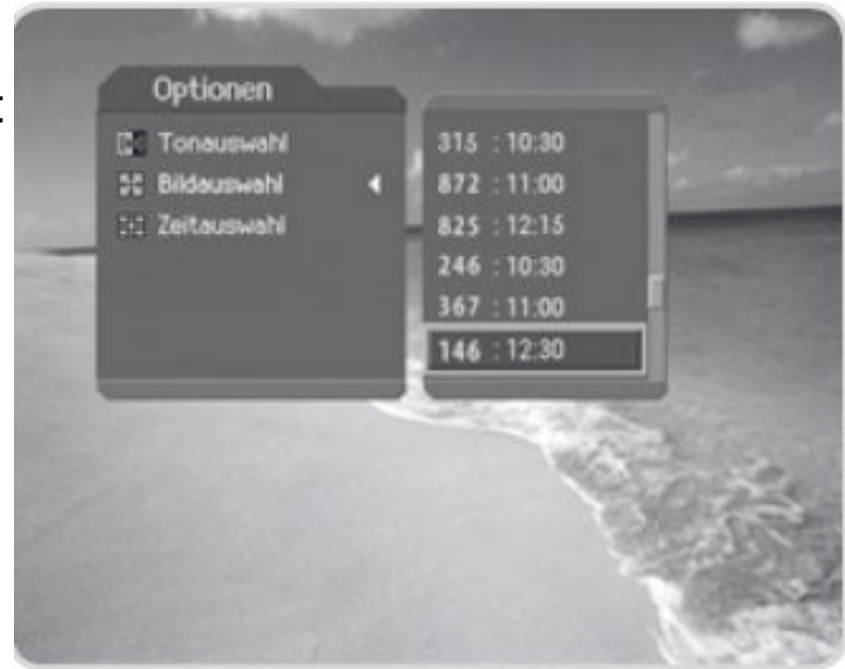 Optionen
Tonauswahl
Bildauswahl
Zeitauswahl
315 : 10:30
872 : 11:00
825 : 12:15
246 : 10:30
367 : 11:00
146 : 12:30